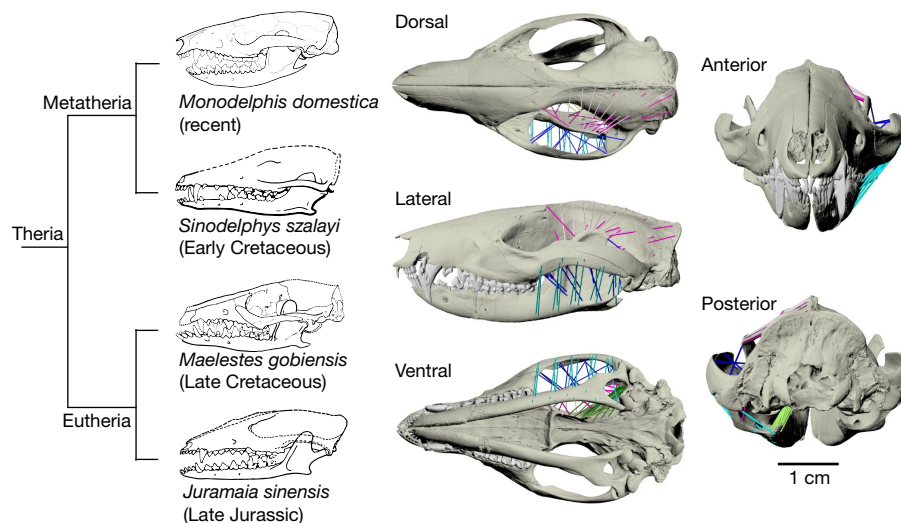 Metatheria
Monodelphis domestica
(recent)
Sinodelphys szalayi
(Early Cretaceous)
Theria
Maelestes gobiensis
(Late Cretaceous)
Eutheria
Juramaia sinensis
(Late Jurassic)
Dorsal
Lateral
Ventral
Anterior
Posterior
1 cm